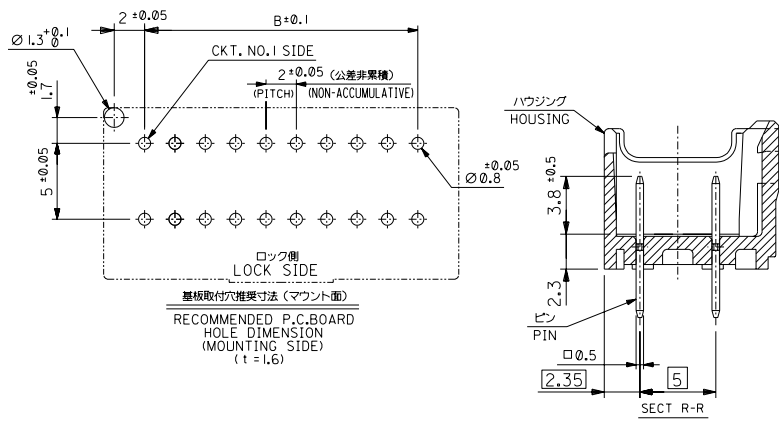 2 ±0.05
B±0.1
Ø1.3 +0.1 0
CKT. NO.1 SIDE
2 ±0.05 (公差非累積)
(PITCH) (NON-ACCUMULATIVE)
±0.05
1.7
5 ±0.05
±0.05
Ø0.8
ロック側
LOCK SIDE
基板取付穴推奨寸法（マウント面）
RECOMMENDED P.C.BOARD
HOLE DIMENSION
(MOUNTING SIDE)
(t=1.6)
ハウジング
HOUSING
3.8 ±0.5
2.3
ピン
PIN
□0.5
2.35
5
SECT R-R